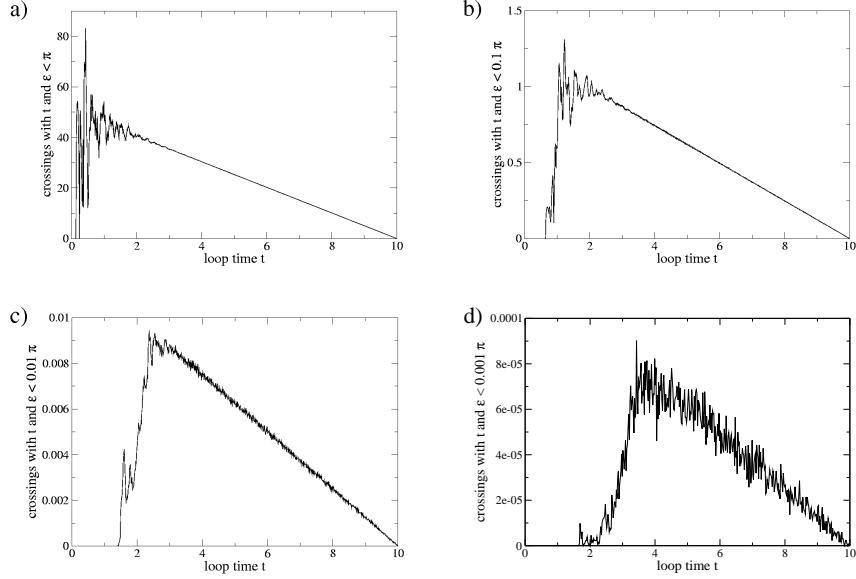 a)
crossings with t and ε < π
80
60
40
20
0
0 2 4 6 8 10
loop time t
b)
crossings with t and ε < 0.1 π
1.5
1
0.5
0
0 2 4 6 8 10
loop time t
c)
crossings with t and ε < 0.01 π
0.01
0.008
0.006
0.004
0.002
0
0 2 4 6 8 10
loop time t
d)
crossings with t and ε < 0.001 π
0.0001
8e-05
6e-05
4e-05
2e-05
0
0 2 4 6 8 10
loop time t